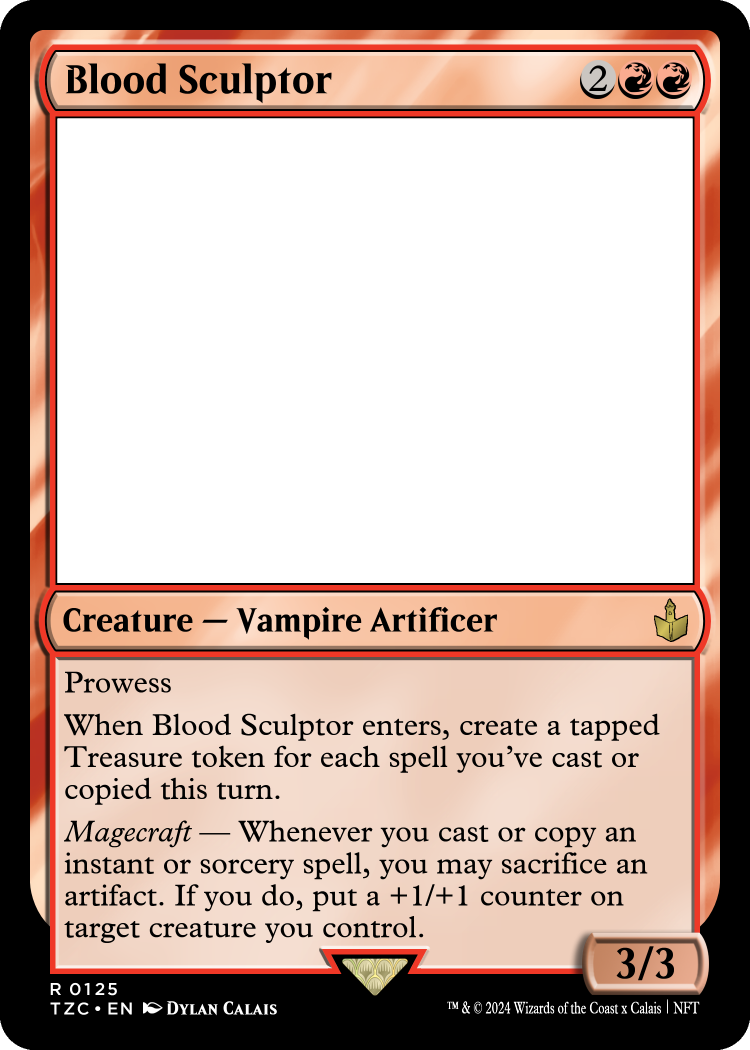 Blood Sculptor 2
Creature — Vampire Artificer
Prowess
When Blood Sculptor enters, create a tapped
Treasure token for each spell you’ve cast or
copied this turn.
Magecraft — Whenever you cast or copy an
instant or sorcery spell, you may sacrifice an
artifact. If you do, put a +1/+1 counter on
target creature you control.
3/3
R 0125
TZC • EN DYLAN CALAIS
™ & © 2024 Wizards of the Coast x Calais | NFT